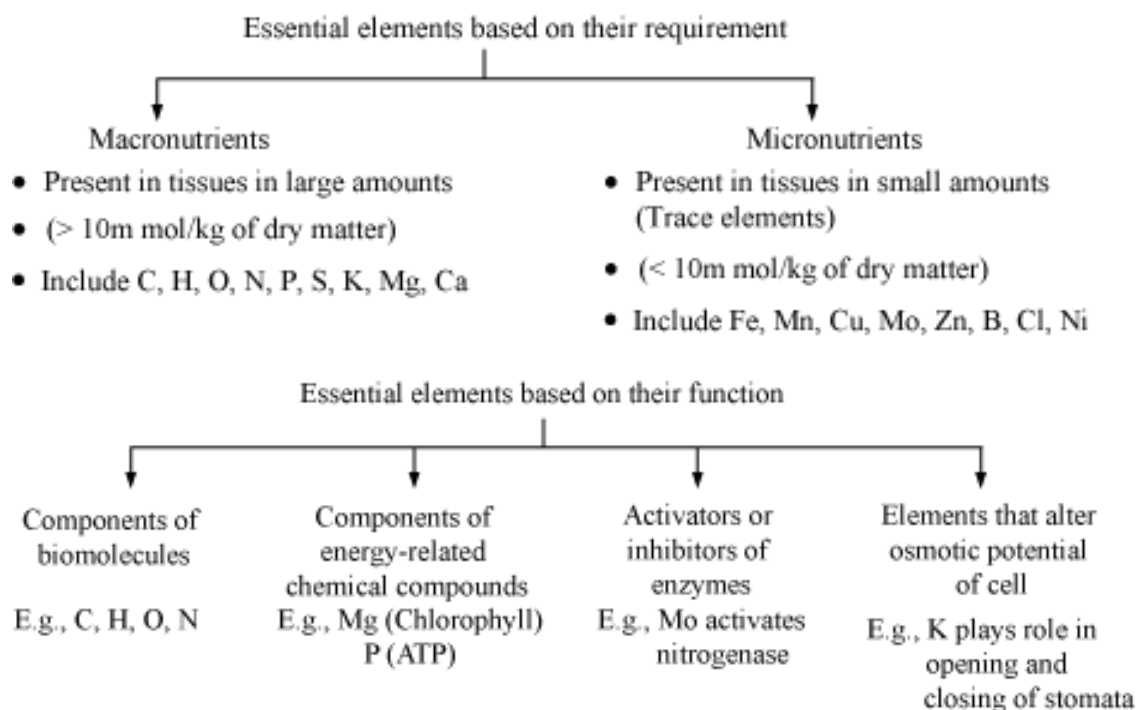 Essential elements based on their requirement
Macronutrients
• Present in tissues in large amounts
• (> 10m mol/kg of dry matter)
• Include C, H, O, N, P, S, K, Mg, Ca
Micronutrients
• Present in tissues in small amounts
(Trace elements)
• (< 10m mol/kg of dry matter)
• Include Fe, Mn, Cu, Mo, Zn, B, Cl, Ni
Essential elements based on their function
Components of
biomolecules
E.g., C, H, O, N
Components of
energy-related
chemical compounds
E.g., Mg (Chlorophyll)
P (ATP)
Activators or
inhibitors of
enzymes
E.g., Mo activates
nitrogenase
Elements that alter
osmotic potential
of cell
E.g., K plays role in
opening and
closing of stomata